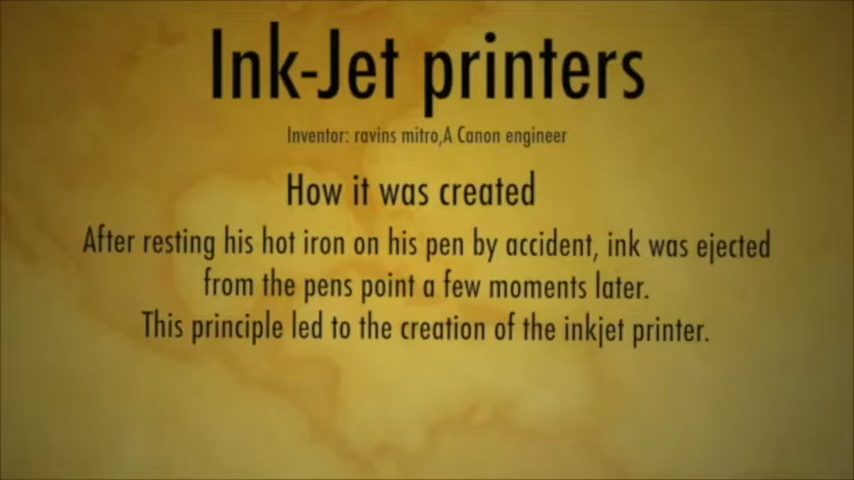 Ink-Jet printers
Inventor: ravins mitro,A Canon engineer
How it was created
After resting his hot iron on his pen by accident, ink was ejected
from the pens point a few moments later.
This principle led to the creation of the inkjet printer.